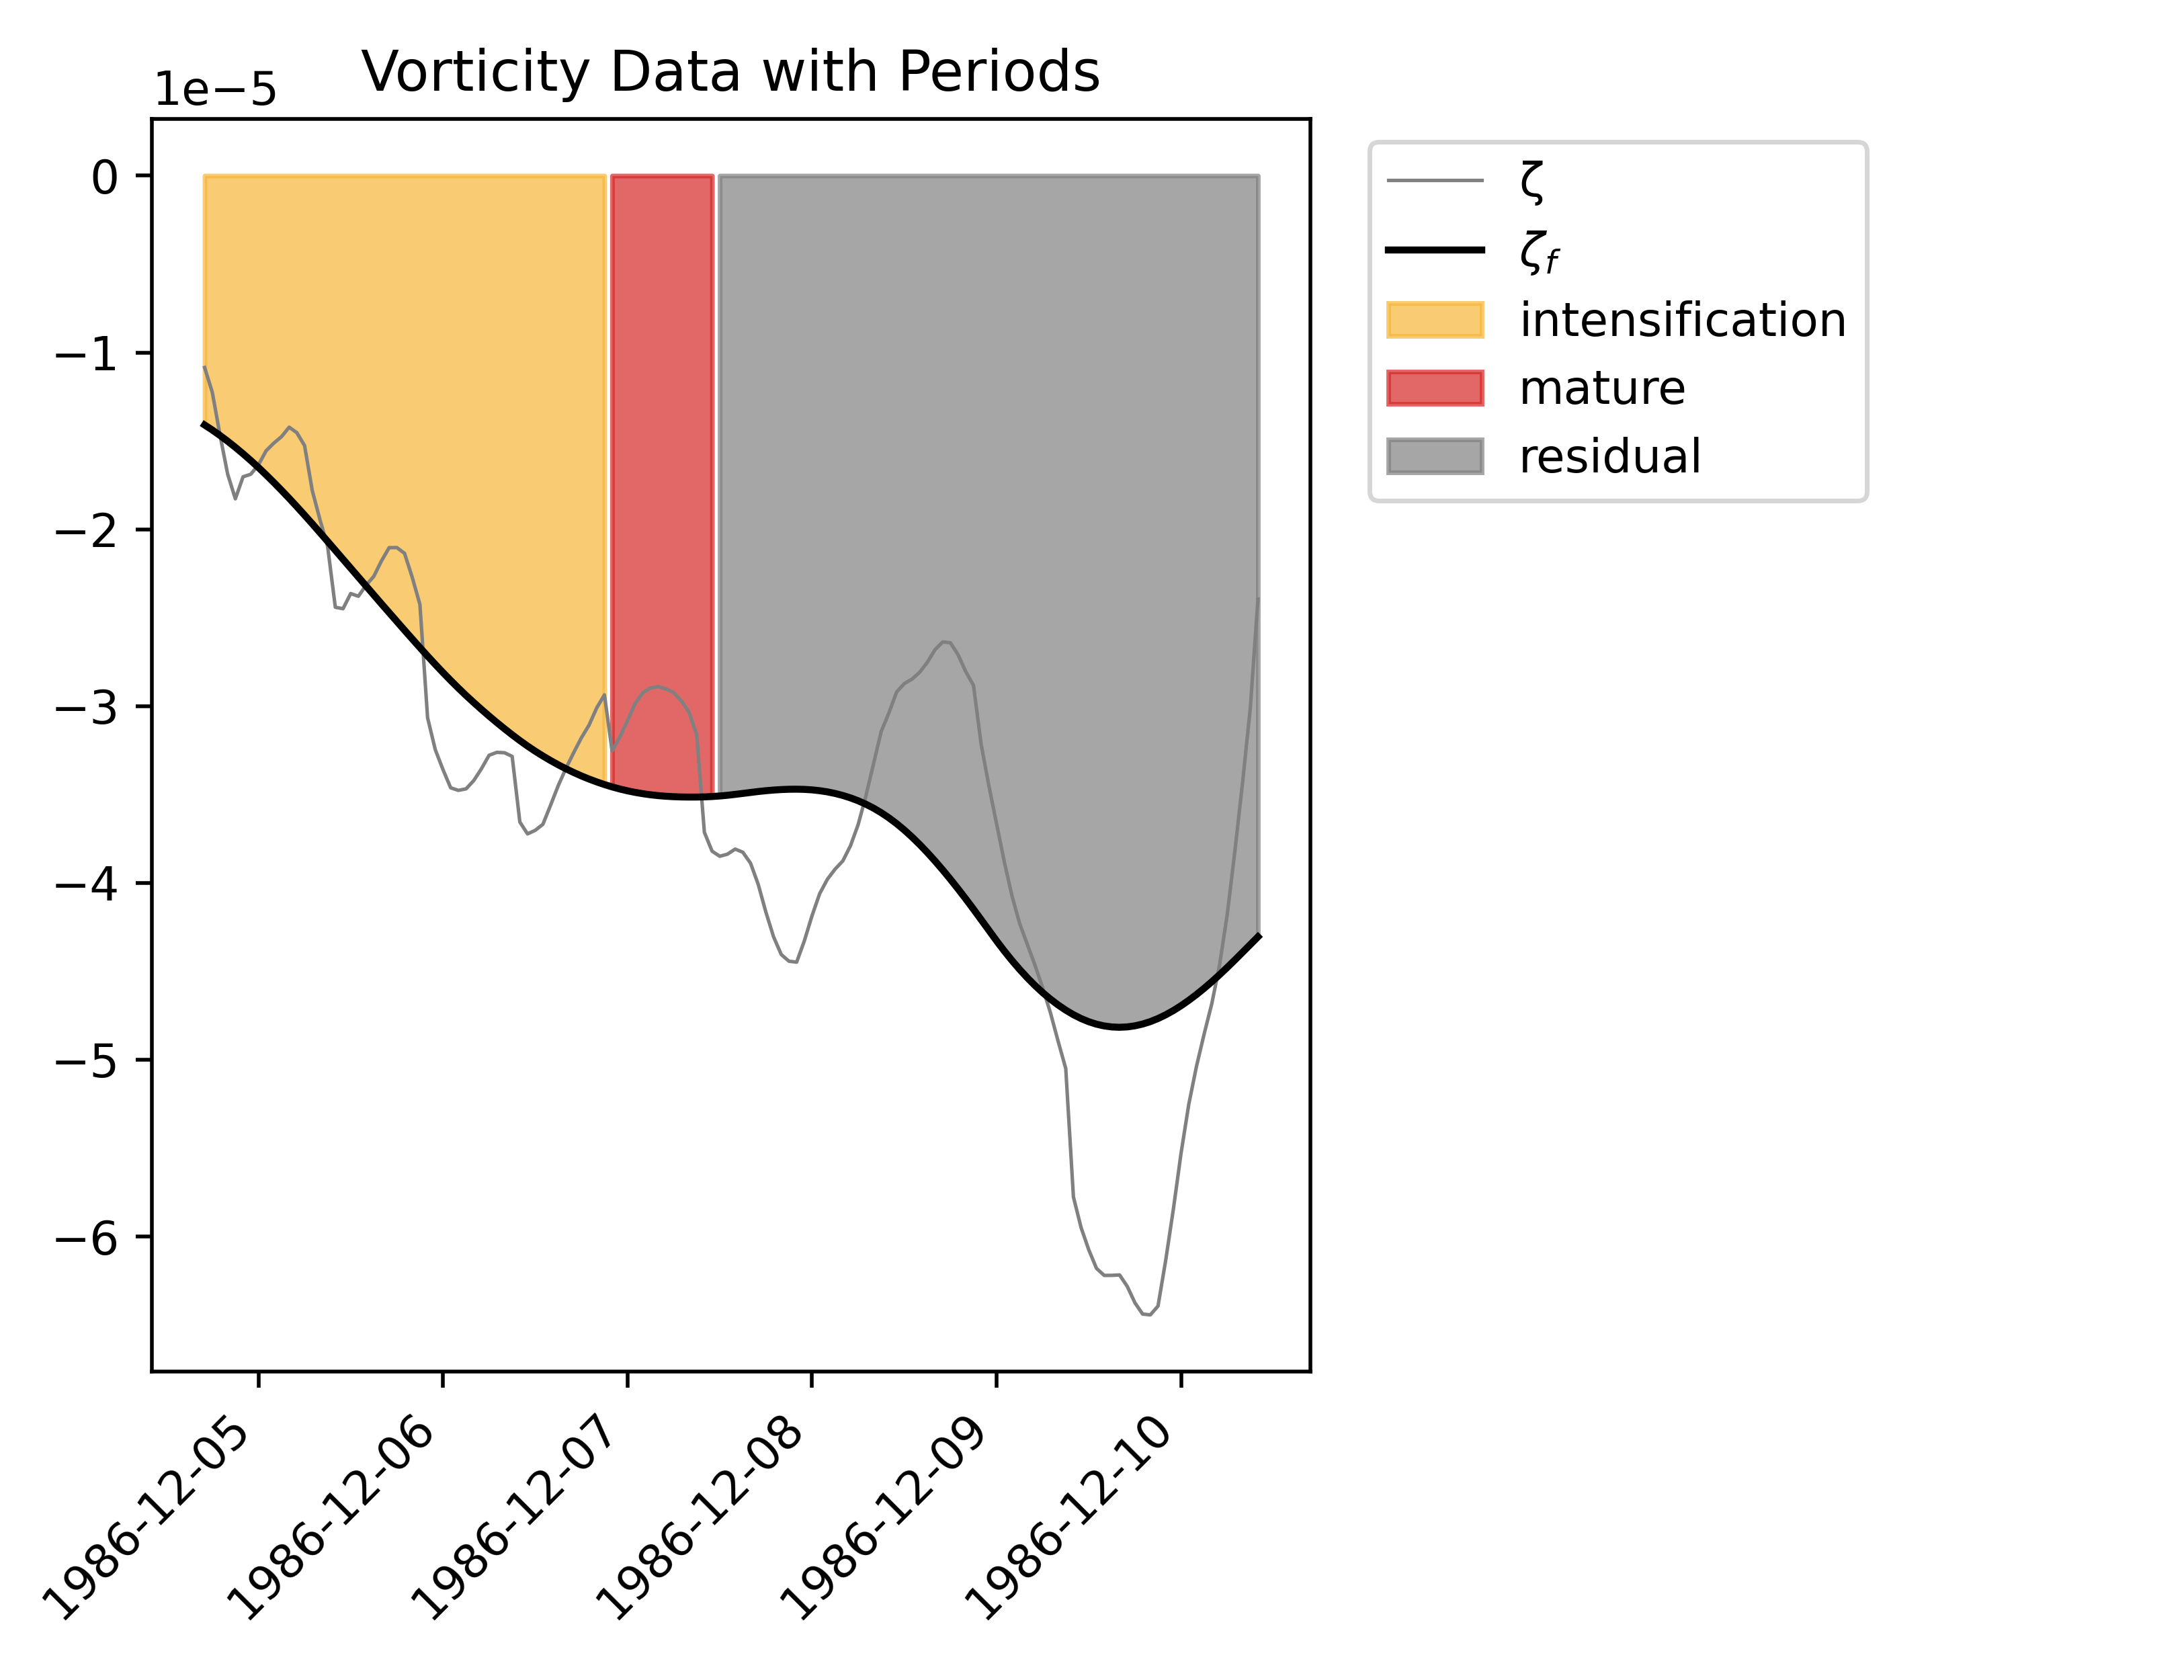 Vorticity Data with Periods
1e−5
0
−1
−2
−3
−4
−5
−6
1986-12-05
1986-12-06
1986-12-07
1986-12-08
1986-12-09
1986-12-10
ζ
ζf
intensification
mature
residual